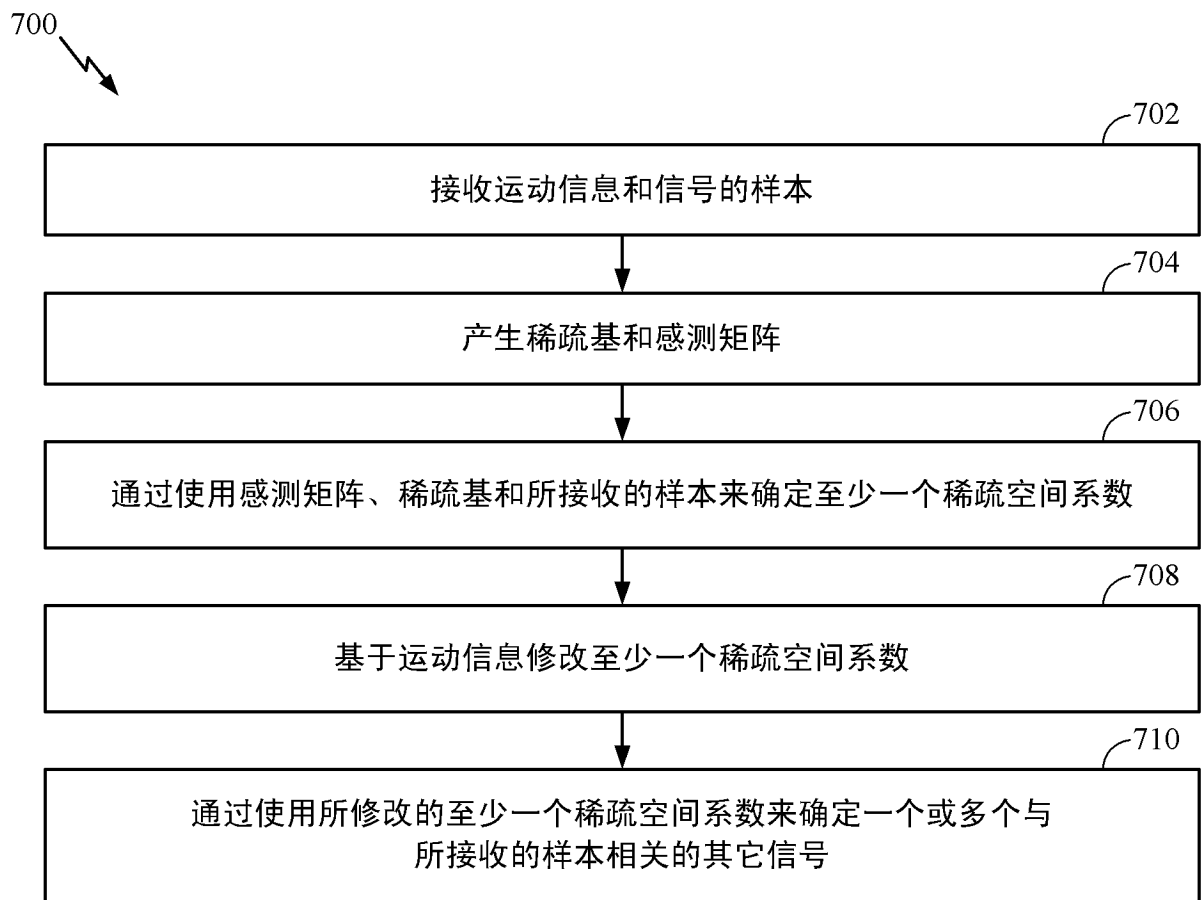 700
702
接收运动信息和信号的样本
704
产生稀疏基和感测矩阵
706
通过使用感测矩阵、稀疏基和所接收的样本来确定至少一个稀疏空间系数
708
基于运动信息修改至少一个稀疏空间系数
710
通过使用所修改的至少一个稀疏空间系数来确定一个或多个与
所接收的样本相关的其它信号